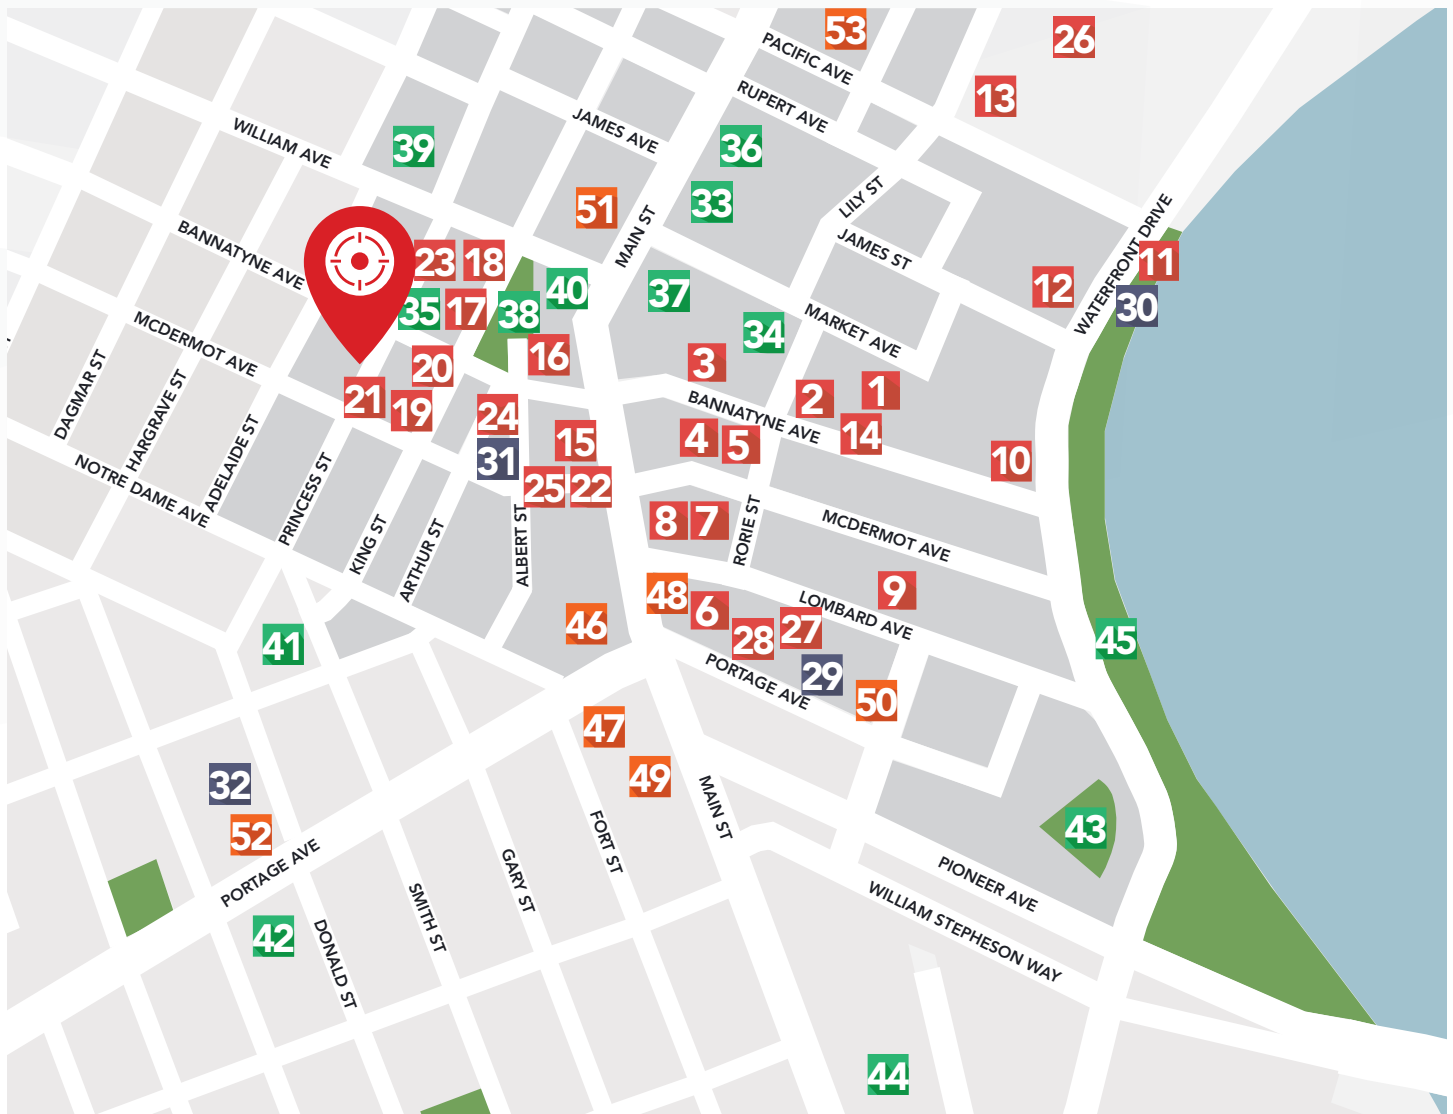 53
26
PACIFIC AVE
13
RUPERT AVE
JAMES AVE
WILLIAM AVE
39
36
LILY ST
51
33
MAIN ST
BANNATYNE AVE
JAMES ST
WATERFRONT DRIVE
23
18
11
12
40
37
30
35
17
38
MARKET AVE
34
MCDERMOT AVE
16
3
20
21
19
24
2
1
DAGMAR ST
HARGRAVE ST
BANNATYNE AVE
15
4
5
14
31
10
ADELAIDE ST
25
22
NOTRE DAME AVE
PRINCESS ST
8
7
RORIE ST
MCDERMOT AVE
KING ST
ARTHUR ST
ALBERT ST
48
9
6
LOMBARD AVE
46
28
27
41
45
29
PORTAGE AVE
50
47
49
32
MAIN ST
52
43
FORT ST
PORTAGE AVE
GARY ST
PIONEER AVE
SMITH ST
WILLIAM STEPHESON WAY
42
DONALD ST
44